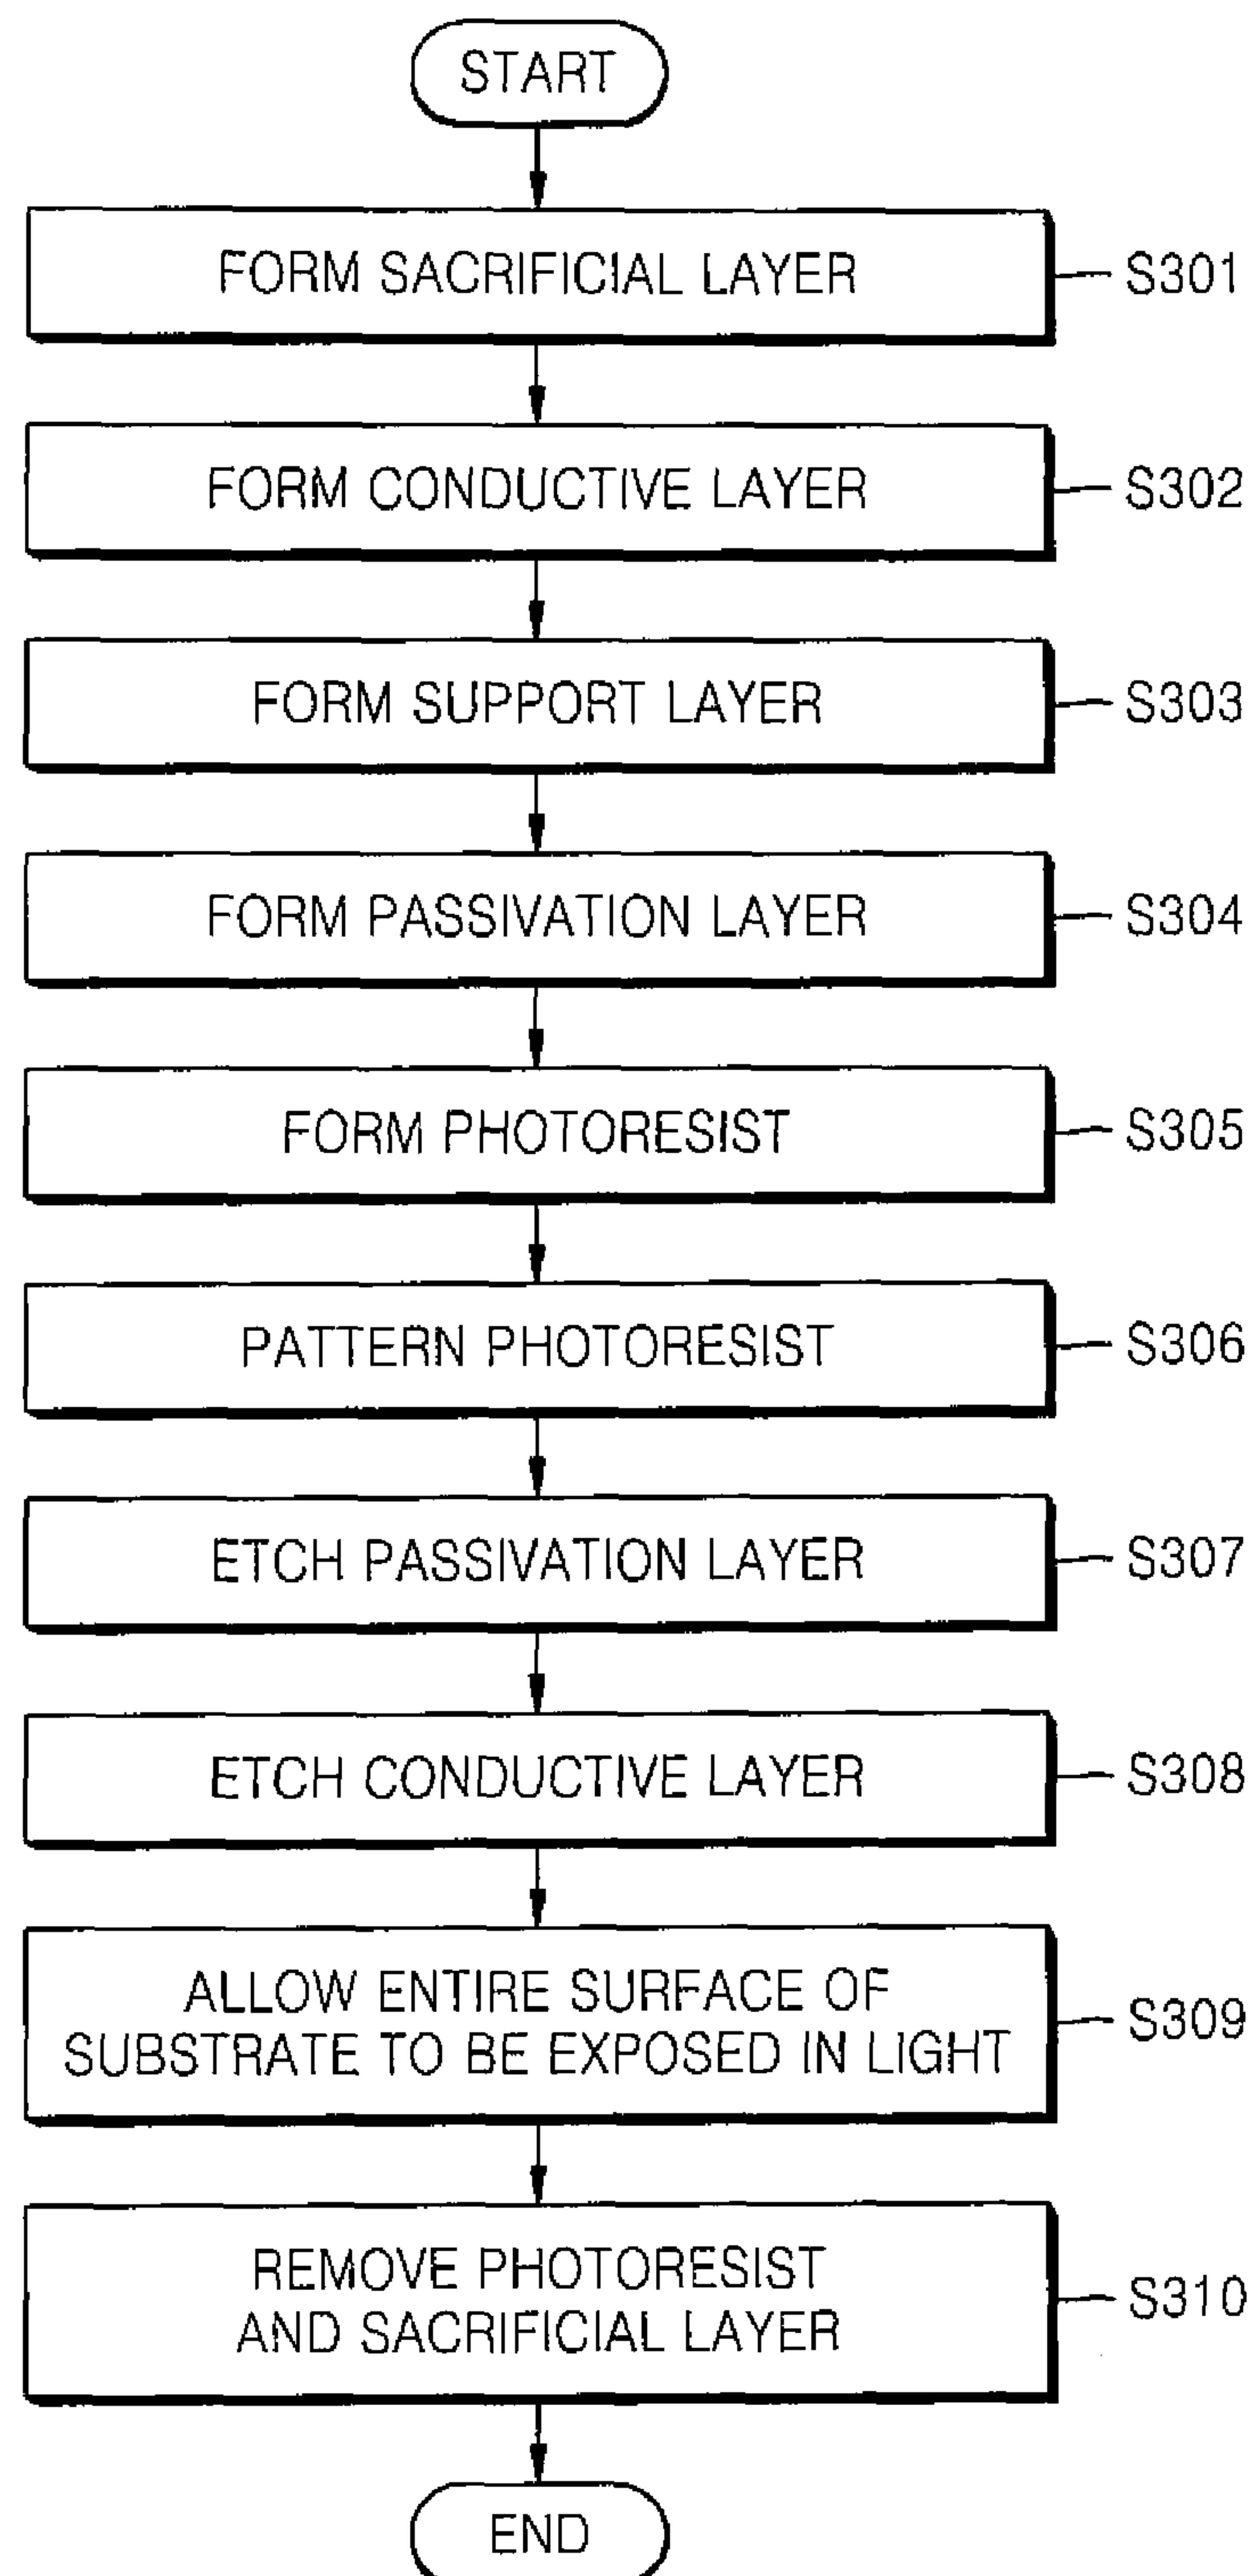 START
FORM SACRIFICIAL LAYER
S301
FORM CONDUCTIVE LAYER
S302
FORM SUPPORT LAYER
S303
FORM PASSIVATION LAYER
S304
FORM PHOTORESIST
S305
PATTERN PHOTORESIST
S306
ETCH PASSIVATION LAYER
S307
ETCH CONDUCTIVE LAYER
S308
ALLOW ENTIRE SURFACE OF
SUBSTRATE TO BE EXPOSED IN LIGHT
S309
REMOVE PHOTORESIST
AND SACRIFICIAL LAYER
S310
END